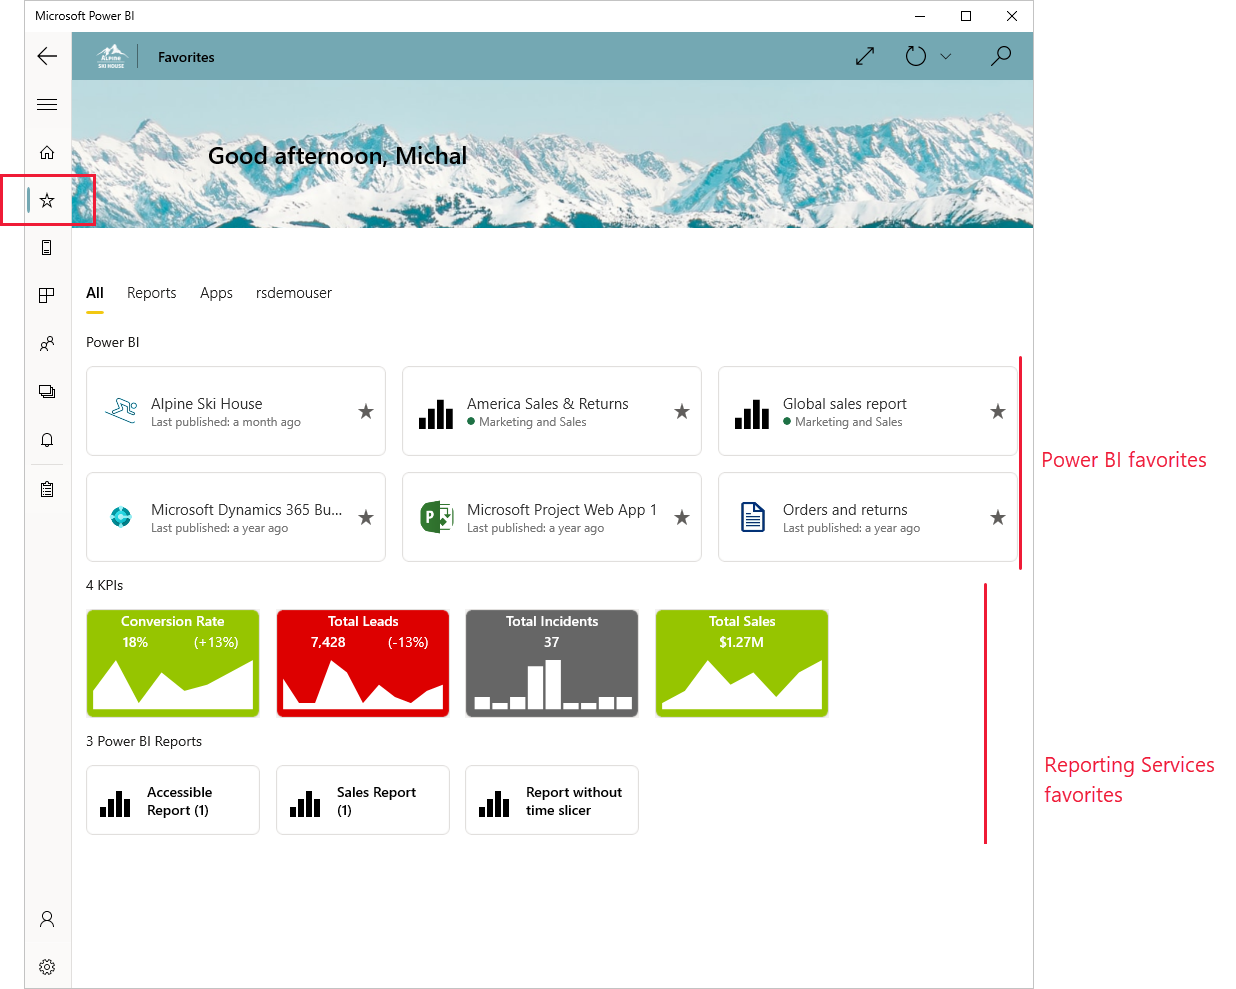 Microsoft Power BI
Alpine
SKI HOUSE
Favorites
Good afternoon, Michal
All
Reports
Apps
rsdemouser
Power BI
Alpine Ski House
Last published: a month ago
America Sales & Returns
Marketing and Sales
Global sales report
Marketing and Sales
Power BI favorites
Microsoft Dynamics 365 Bu...
Last published: a year ago
P
Microsoft Project Web App 1
Last published: a year ago
Orders and returns
Last published: a year ago
4 KPIs
Conversion Rate
18% (+13%)
Total Leads
7,428 (-13%)
Total Incidents
37
Total Sales
$1.27M
3 Power BI Reports
Accessible
Report (1)
Sales Report
(1)
Report without
time slicer
Reporting Services
favorites